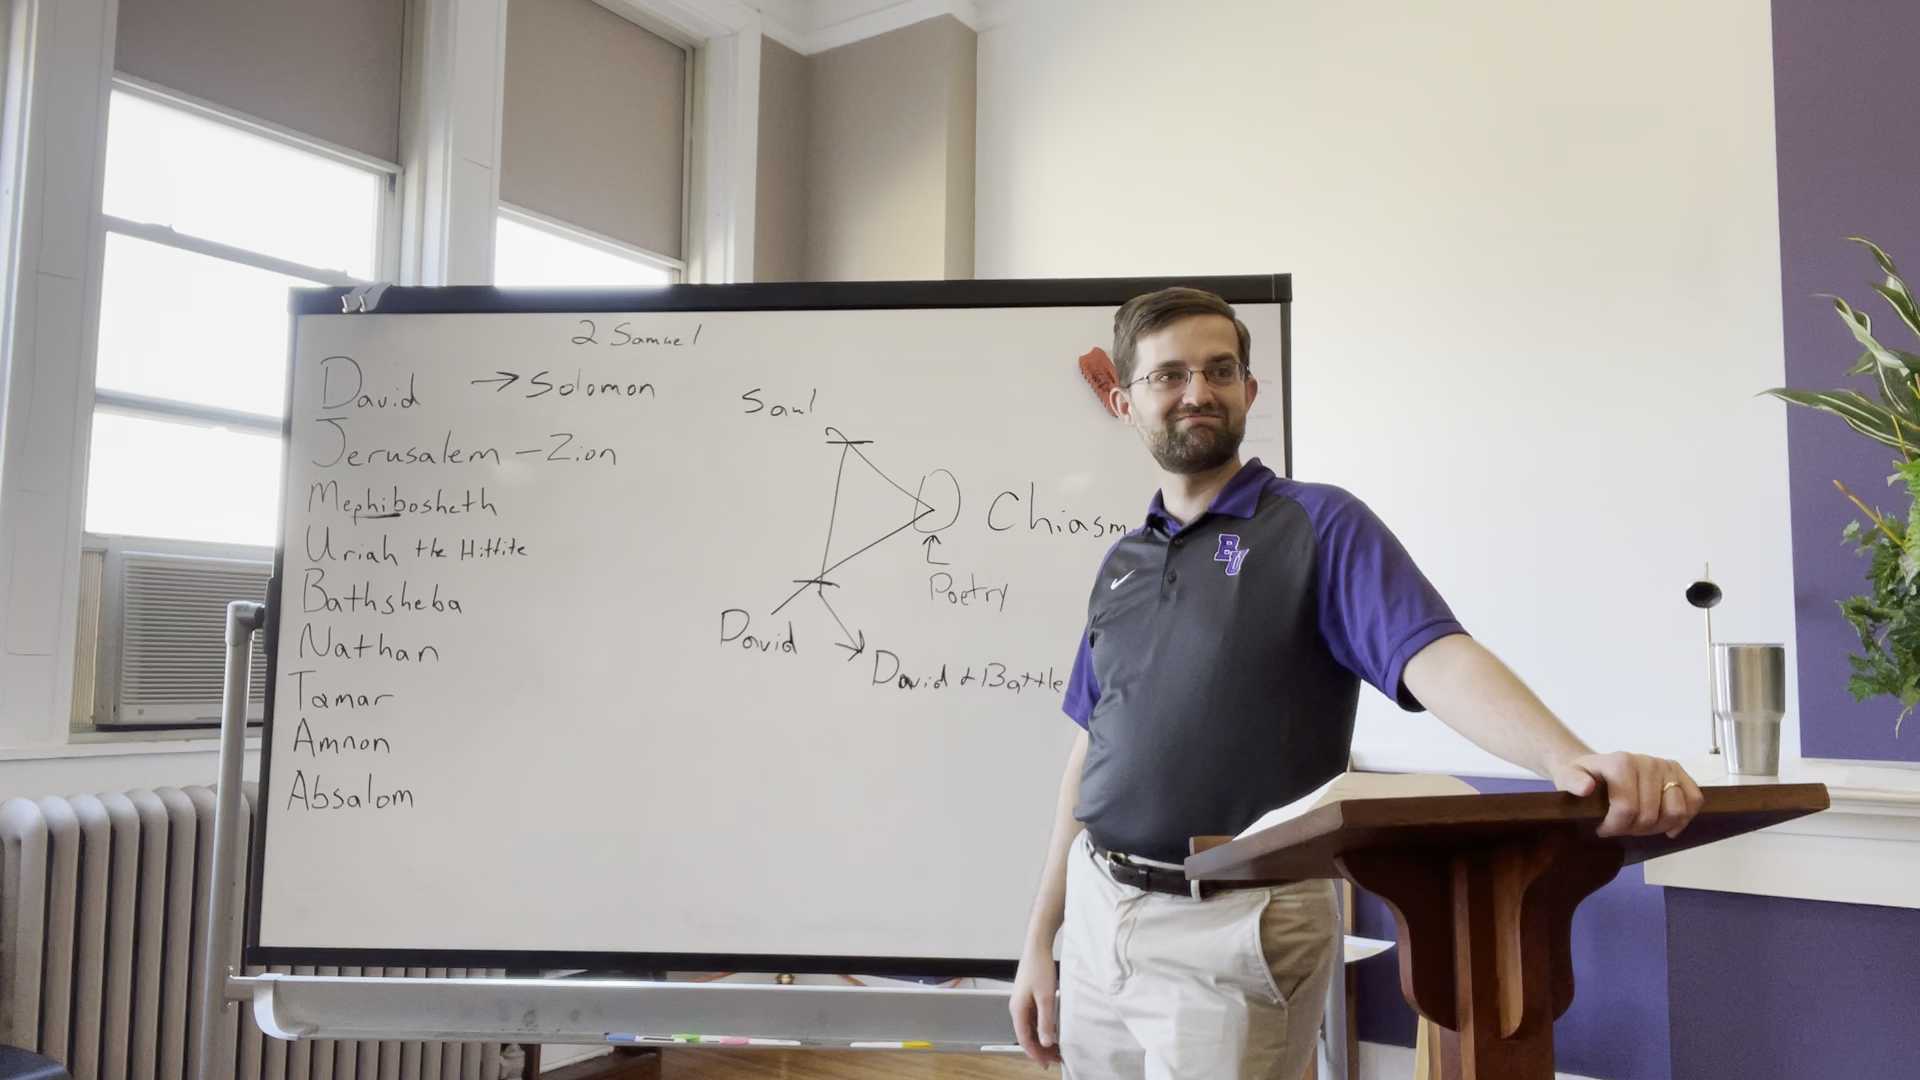 2 Samuel
David → Solomon
Jerusalem - Zion
Mephibosheth
Uriah the Hittite
Bathsheba
Nathan
Tamar
Amnon
Absalom
Saul
Chiasm
Poetry
David
David + Battle
BU